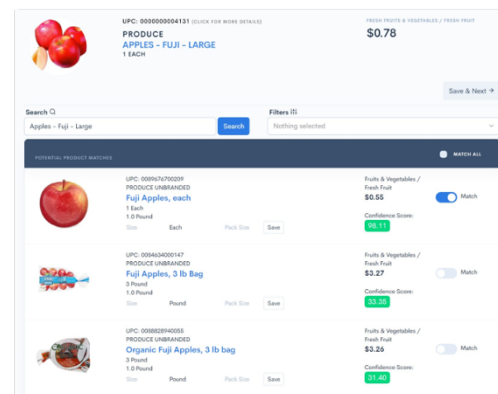 UPC: 0000000004131 (CLICK FOR MORE DETAILS)
PRODUCE
APPLES - FUJI - LARGE
1 EACH
FRESH FRUITS & VEGETABLES / FRESH FRUIT
$0.78
Save & Next →
Search
Filters
Apples - Fuji - Large
Search
Nothing selected
POTENTIAL PRODUCT MATCHES
MATCH ALL
UPC: 0089676700209
PRODUCE UNBRANDED
Fuji Apples, each
1 Each
1.0 Pound
Size Each Pack Size Save
Fruits & Vegetables /
Fresh Fruit
$0.55
Match
Confidence Score:
98.11
UPC: 0084634000147
PRODUCE UNBRANDED
Fuji Apples, 3 lb Bag
3 Pound
1.0 Pound
Size Pound Pack Size Save
Fruits & Vegetables /
Fresh Fruit
$3.27
Match
Confidence Score:
33.35
UPC: 0088828940055
PRODUCE UNBRANDED
Organic Fuji Apples, 3 lb bag
3 Pound
1.0 Pound
Size Pound Pack Size Save
Fruits & Vegetables /
Fresh Fruit
$3.26
Match
Confidence Score:
31.40